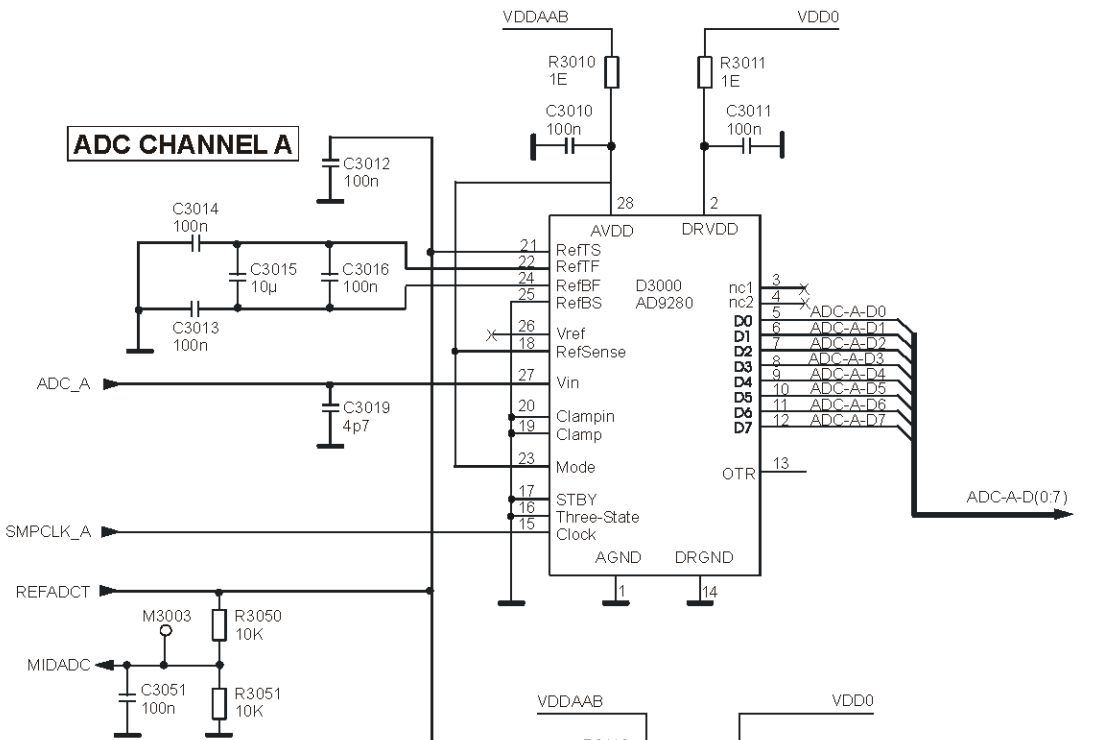 VDDAAB
VDD0
R3010
1E
R3011
1E
C3010
100n
C3011
100n
ADC CHANNEL A
C3012
100n
C3014
100n
C3015
10µ
C3016
100n
C3013
100n
28
2
AVDD
DRVDD
21
RefTS
22
RefTF
24
RefBF
25
RefBS
D3000
AD9280
nc1
3
nc2
4
D0
5
ADC-A-D0
D1
6
ADC-A-D1
D2
7
ADC-A-D2
D3
8
ADC-A-D3
D4
9
ADC-A-D4
D5
10
ADC-A-D5
D6
11
ADC-A-D6
D7
12
ADC-A-D7
26
Vref
18
RefSense
ADC_A
27
Vin
C3019
4p7
20
Clampin
19
Clamp
23
Mode
OTR
13
ADC-A-D(0:7)
17
STBY
16
Three-State
SMPCLK_A
15
Clock
AGND
DRGND
1
14
REFADCT
M3003
R3050
10K
MIDADC
C3051
100n
R3051
10K
VDDAAB
VDD0